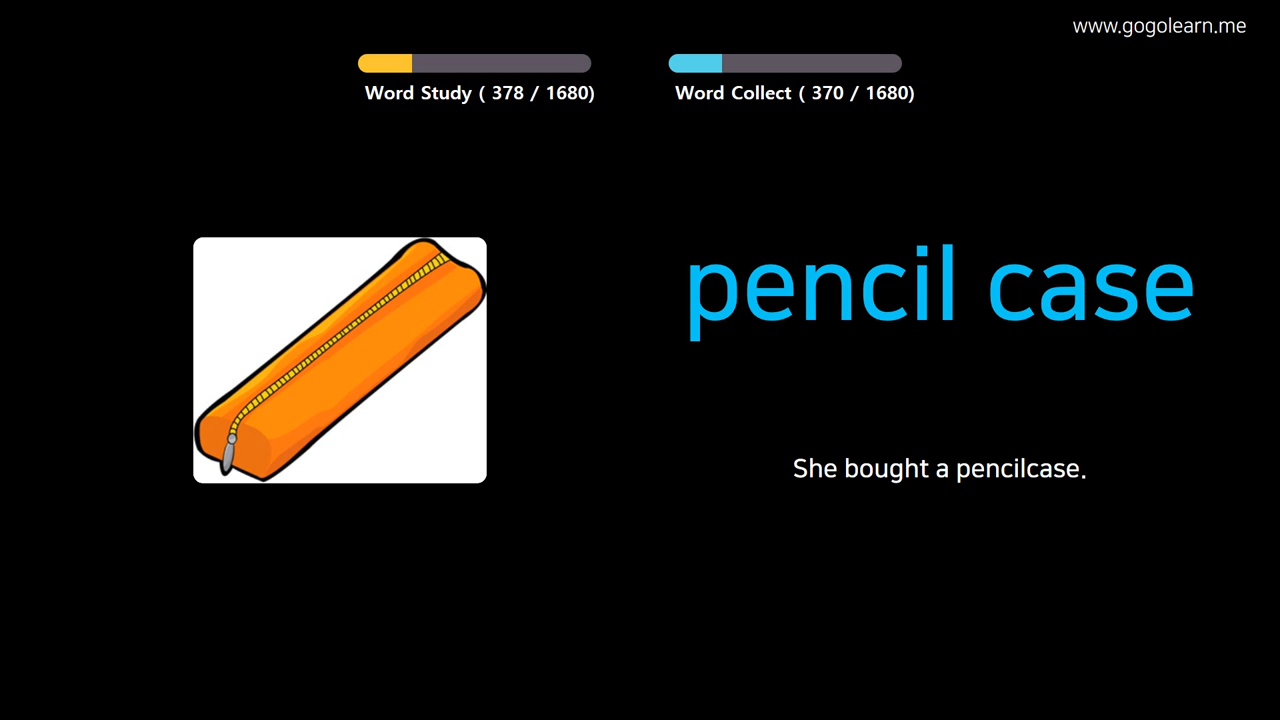 www.gogolearn.me
Word Study ( 378 / 1680)
Word Collect ( 370 / 1680)
pencil case
She bought a pencilcase.